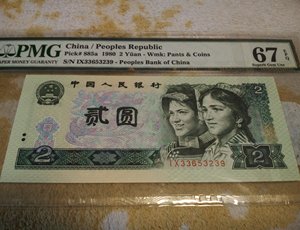 PMG
PAPER MONEY GUARANTY
China / Peoples Republic
Pick# 885a 1980 2 Yüan - Wmk: Pants & Coins
S/N IX33653239 - Peoples Bank of China
67 EPQ
Superb Gem Unc
中国人民银行
贰圆
2
2
IX33653239